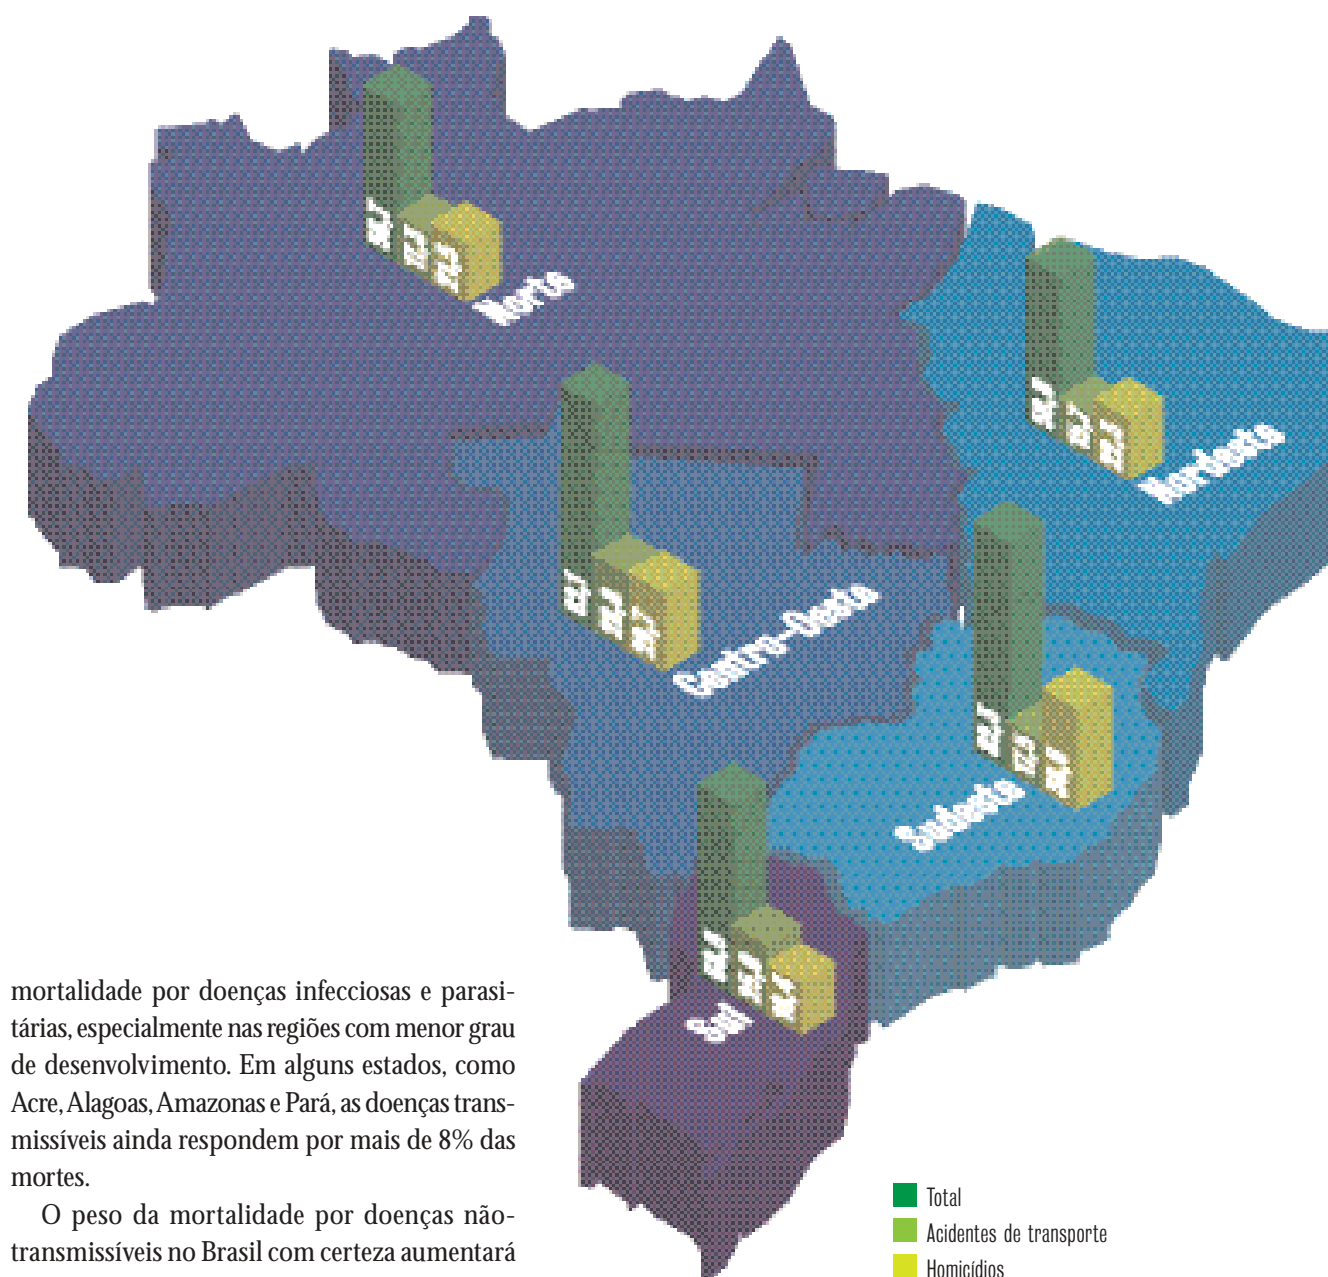 Norte
Nordeste
Centro-Oeste
Sudeste
Sul
mortalidade por doenças infecciosas e parasi-
tárias, especialmente nas regiões com menor grau
de desenvolvimento. Em alguns estados, como
Acre, Alagoas, Amazonas e Pará, as doenças trans-
missíveis ainda respondem por mais de 8% das
mortes.
O peso da mortalidade por doenças não-
transmissíveis no Brasil com certeza aumentará
Total
Acidentes de transporte
Homicídios